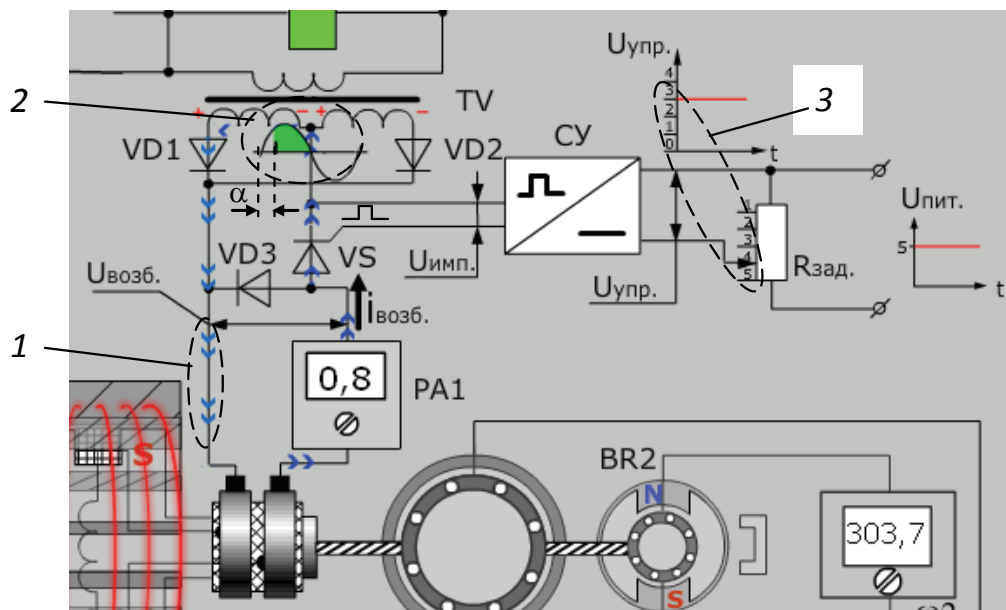 Uупр.
4
3
2
1
0
t
2
3
+
−
+
−
TV
VD1
VD2
СУ
α
1
2
3
4
5
Uпит.
5
t
VD3
VS
Uимп.
Uупр.
Rзад.
Uвозб.
iвозб.
1
0,8
PA1
S
BR2
N
303,7
S